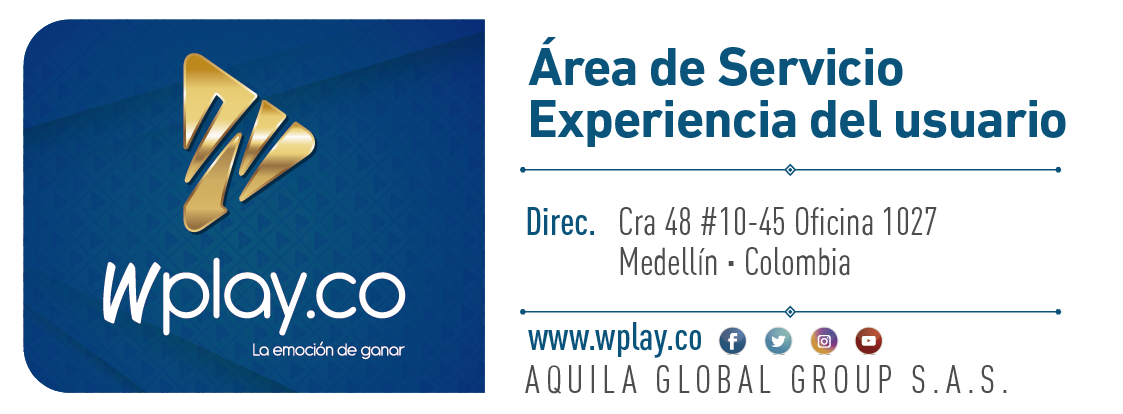 Wplay.co
La emoción de ganar
Área de Servicio
Experiencia del usuario
Direc. Cra 48 #10-45 Oficina 1027
Medellín · Colombia
www.wplay.co
AQUILA GLOBAL GROUP S.A.S.